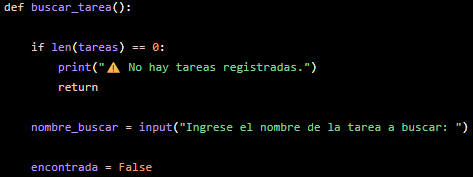 def buscar_tarea():
if len(tareas) == 0:
print("⚠️ No hay tareas registradas.")
return
nombre_buscar = input("Ingrese el nombre de la tarea a buscar: ")
encontrada = False